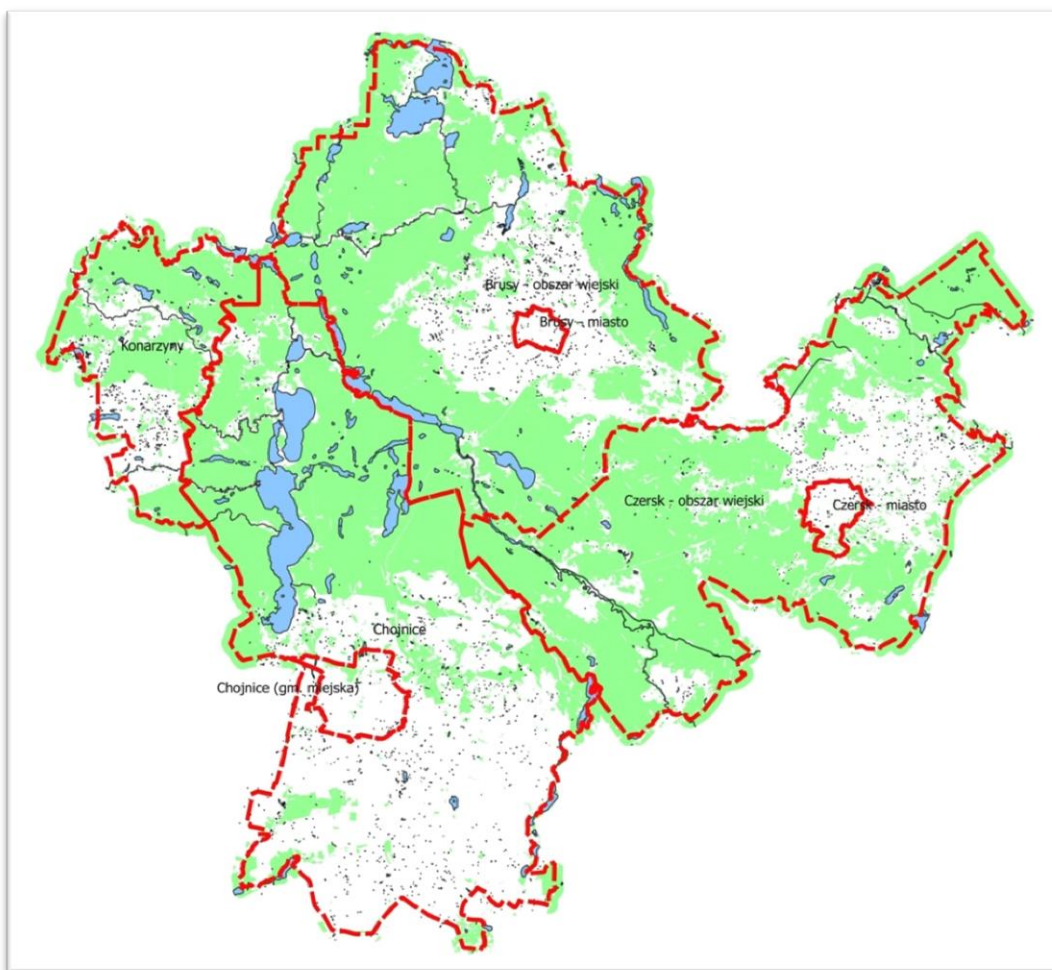 Brusy - obszar wiejski
Brusy - miasto
Konarzyny
Czersk - obszar wiejski
Czersk - miasto
Chojnice
Chojnice (gm. miejska)